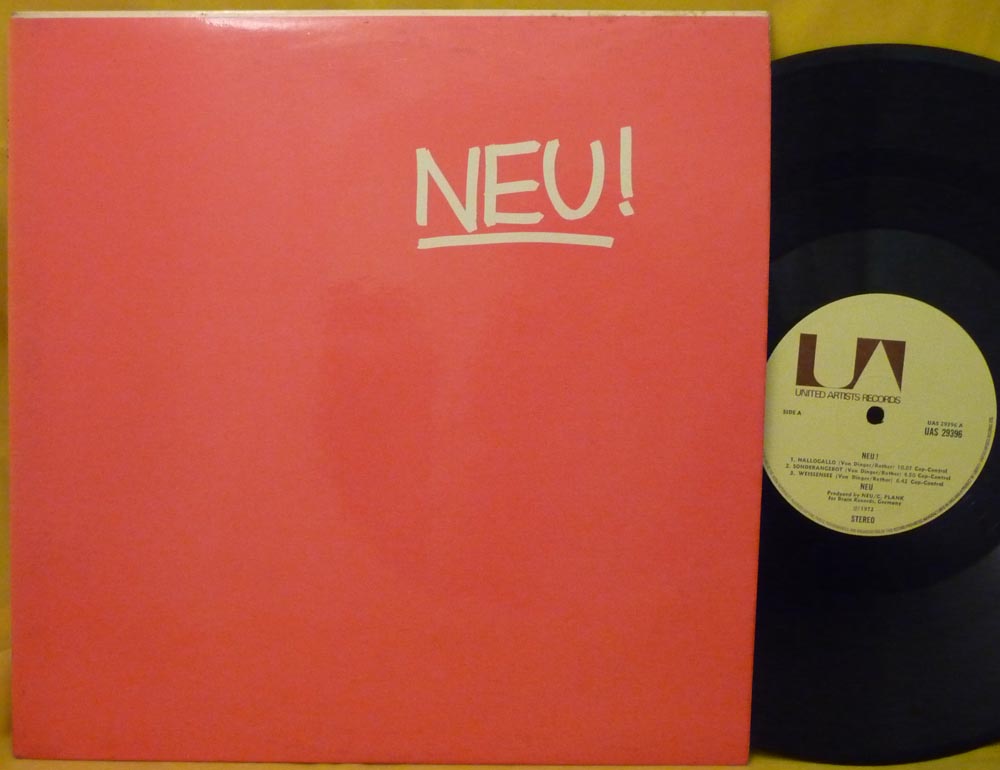 NEU!
UA
UNITED ARTISTS RECORDS
SIDE A
UAS 29396 A
UAS 29396
NEU!
1. HALLOGALLO (Von Dinger/Rother) 10.07 Cop-Control
2. SONDERANGEBOT (Von Dinger/Rother) 4.50 Cop-Control
3. WEISSENSEE (Von Dinger/Rother) 6.42 Cop-Control
NEU
Produced by NEU/C. PLANK
for Brain Records, Germany
℗1972
STEREO